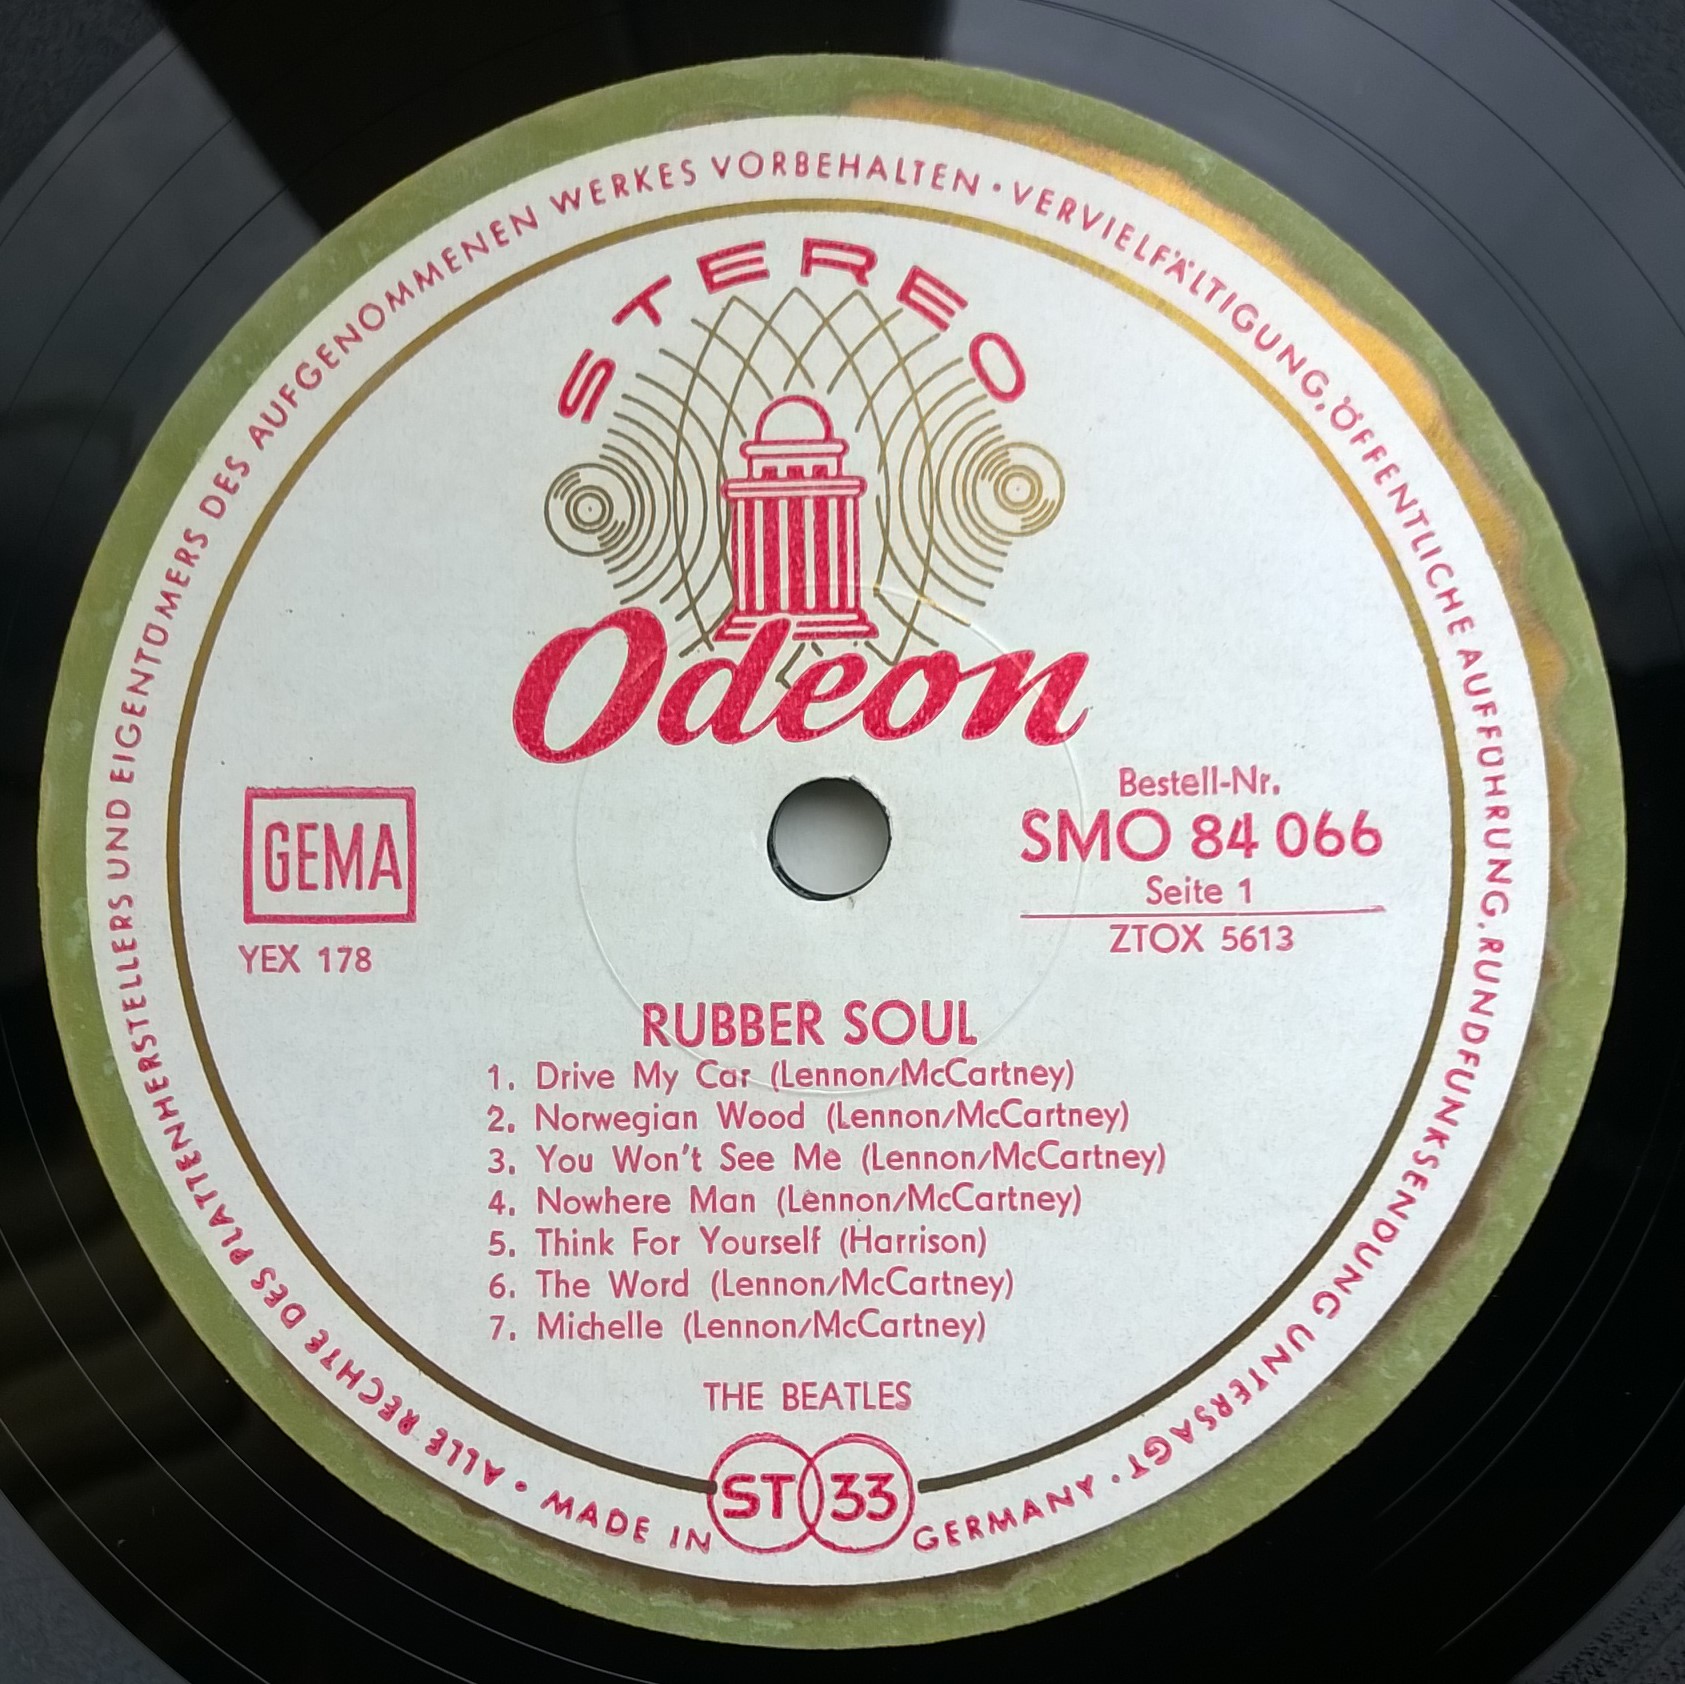 ALLE RECHTE DES PLATTENHERSTELLERS UND EIGENTÜMERS DES AUFGENOMMENEN WERKES VORBEHALTEN · VERVIELFÄLTIGUNG, ÖFFENTLICHE AUFFÜHRUNG, RUNDFUNKSENDUNG UNTERSAGT ·
STEREO
Odeon
GEMA
YEX 178
Bestell-Nr.
SMO 84 066
Seite 1
ZTOX 5613
RUBBER SOUL
1. Drive My Car (Lennon/McCartney)
2. Norwegian Wood (Lennon/McCartney)
3. You Won't See Me (Lennon/McCartney)
4. Nowhere Man (Lennon/McCartney)
5. Think For Yourself (Harrison)
6. The Word (Lennon/McCartney)
7. Michelle (Lennon/McCartney)
THE BEATLES
ST 33
· MADE IN GERMANY ·